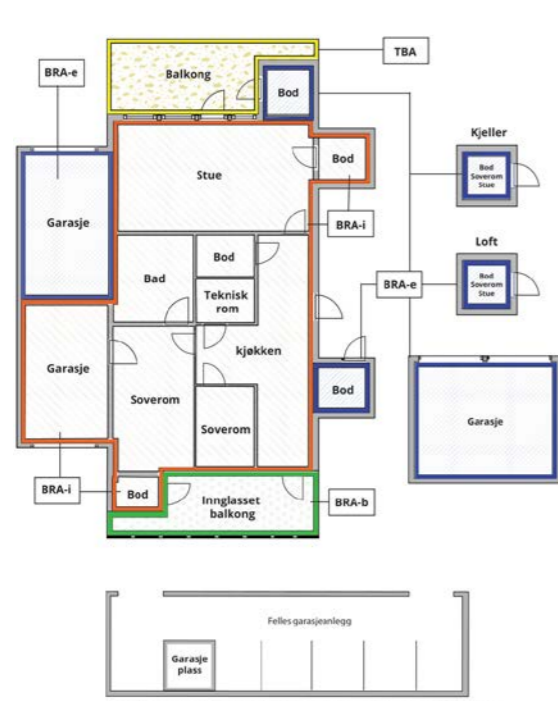 TBA
Balkong
BRA-e
Bod
Kjeller
Bod
Soverom
Stue
Bod
BRA-i
Stue
Garasje
Loft
Bod
Soverom
Stue
Bod
Bad
Teknisk
rom
BRA-e
kjøkken
Garasje
Soverom
Bod
Garasje
Soverom
BRA-i
Bod
Innglasset
balkong
BRA-b
Felles garasjeanlegg
Garasje
plass